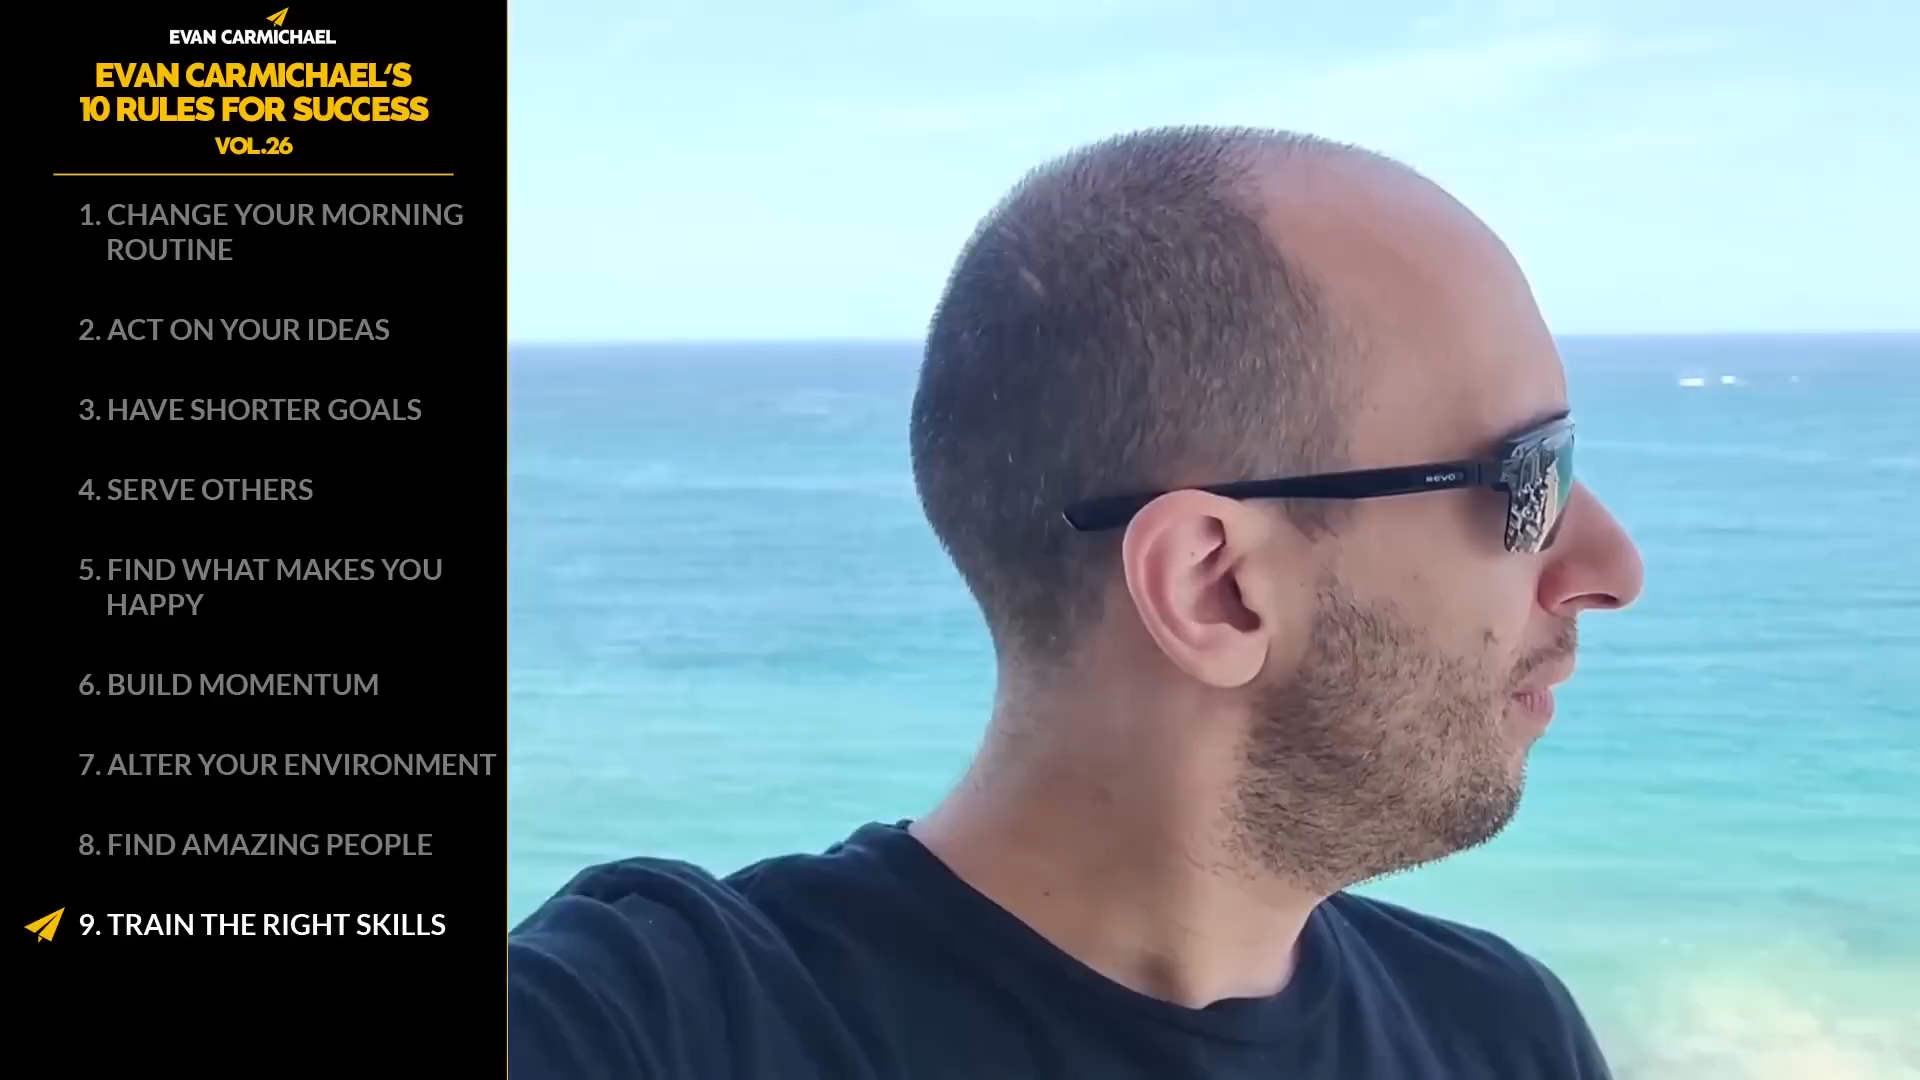 EVAN CARMICHAEL
EVAN CARMICHAEL'S
10 RULES FOR SUCCESS
VOL.26
1. CHANGE YOUR MORNING
ROUTINE
2. ACT ON YOUR IDEAS
3. HAVE SHORTER GOALS
4. SERVE OTHERS
5. FIND WHAT MAKES YOU
HAPPY
6. BUILD MOMENTUM
7. ALTER YOUR ENVIRONMENT
8. FIND AMAZING PEOPLE
9. TRAIN THE RIGHT SKILLS
REVO